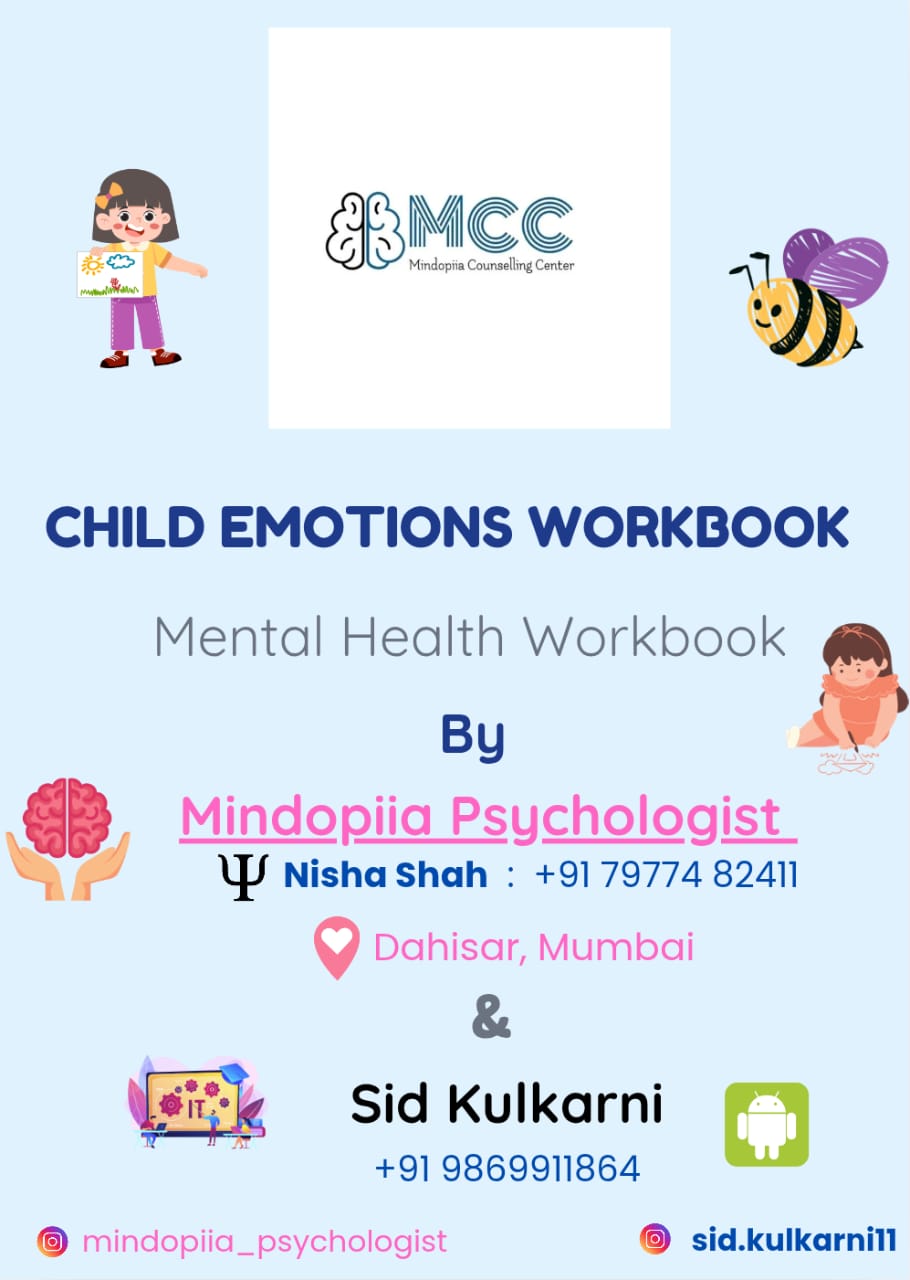 MCC
Mindopiia Counselling Center
CHILD EMOTIONS WORKBOOK
Mental Health Workbook
By
Mindopiia Psychologist
Ψ Nisha Shah : +91 79774 82411
Dahisar, Mumbai
&
IT
Sid Kulkarni
+91 9869911864
mindopiia_psychologist
sid.kulkarni11